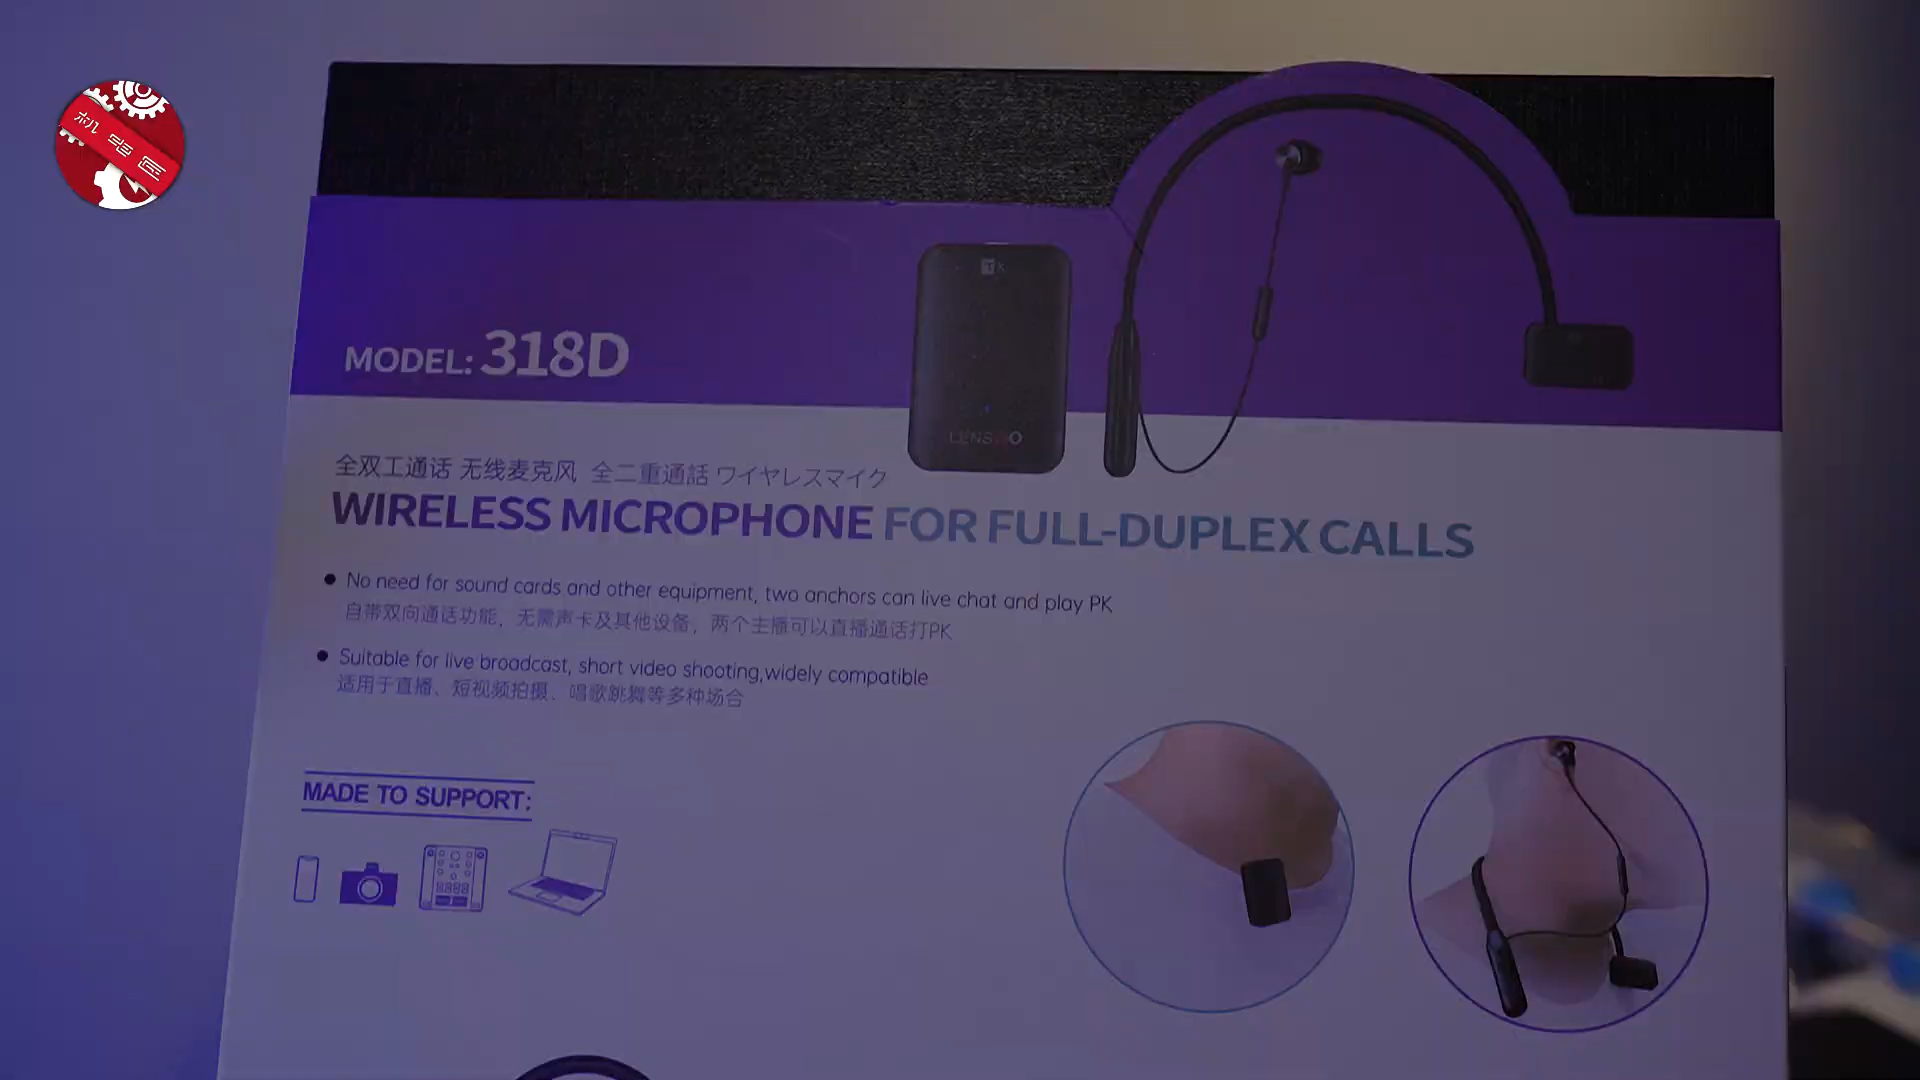 机圣屋
MODEL: 318D
TX
LENSGO
全双工通话 无线麦克风 全二重通話 ワイヤレスマイク
WIRELESS MICROPHONE FOR FULL-DUPLEX CALLS
No need for sound cards and other equipment, two anchors can live chat and play PK
自带双向通话功能，无需声卡及其他设备，两个主播可以直播通话打PK
Suitable for live broadcast, short video shooting,widely compatible
适用于直播、短视频拍摄、唱歌跳舞等多种场合
MADE TO SUPPORT: